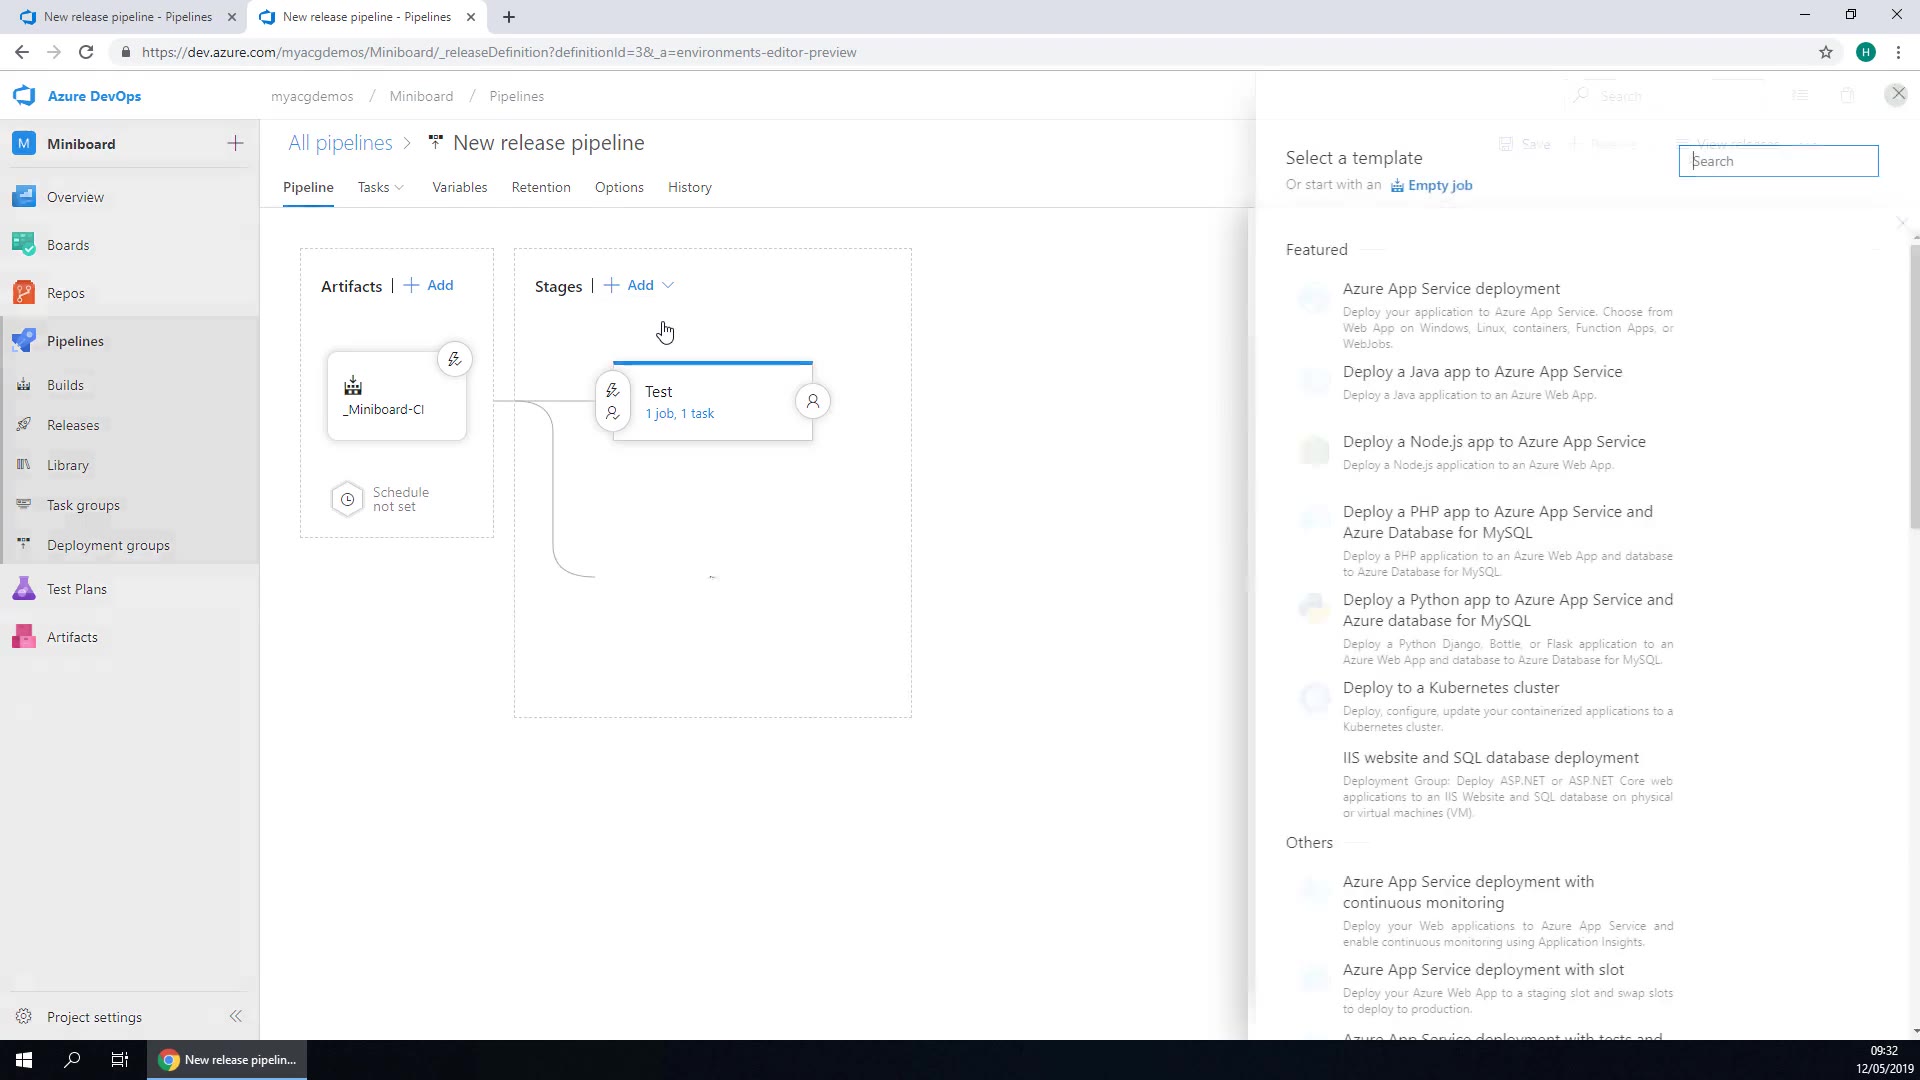 New release pipeline - Pipelines
New release pipeline - Pipelines
https://dev.azure.com/myacgdemos/Miniboard/_releaseDefinition?definitionId=3&_a=environments-editor-preview
H
Azure DevOps
myacgdemos / Miniboard / Pipelines
Search
M Miniboard
All pipelines > New release pipeline
Save
View releases
Select a template
Search
Or start with an Empty job
Pipeline Tasks Variables Retention Options History
Overview
Boards
Repos
Pipelines
Builds
Releases
Library
Task groups
Deployment groups
Test Plans
Artifacts
Project settings
Artifacts | + Add
_Miniboard-CI
Schedule
not set
Stages | + Add
Test
1 job, 1 task
Featured
Azure App Service deployment
Deploy your application to Azure App Service. Choose from
Web App on Windows, Linux, containers, Function Apps, or
WebJobs.
Deploy a Java app to Azure App Service
Deploy a Java application to an Azure Web App.
Deploy a Node.js app to Azure App Service
Deploy a Node.js application to an Azure Web App.
Deploy a PHP app to Azure App Service and
Azure Database for MySQL
Deploy a PHP application to an Azure Web App and database
to Azure Database for MySQL.
Deploy a Python app to Azure App Service and
Azure database for MySQL
Deploy a Python Django, Bottle, or Flask application to an
Azure Web App and database to Azure Database for MySQL.
Deploy to a Kubernetes cluster
Deploy, configure, update your containerized applications to a
Kubernetes cluster.
IIS website and SQL database deployment
Deployment Group: Deploy ASP.NET or ASP.NET Core web
applications to an IIS Website and SQL database on physical
or virtual machines (VM).
Others
Azure App Service deployment with
continuous monitoring
Deploy your Web applications to Azure App Service and
enable continuous monitoring using Application Insights.
Azure App Service deployment with slot
Deploy your Azure Web App to a staging slot and swap slots
to deploy to production.
Azure App Service deployment with tests and
New release pipelin...
09:32
12/05/2019